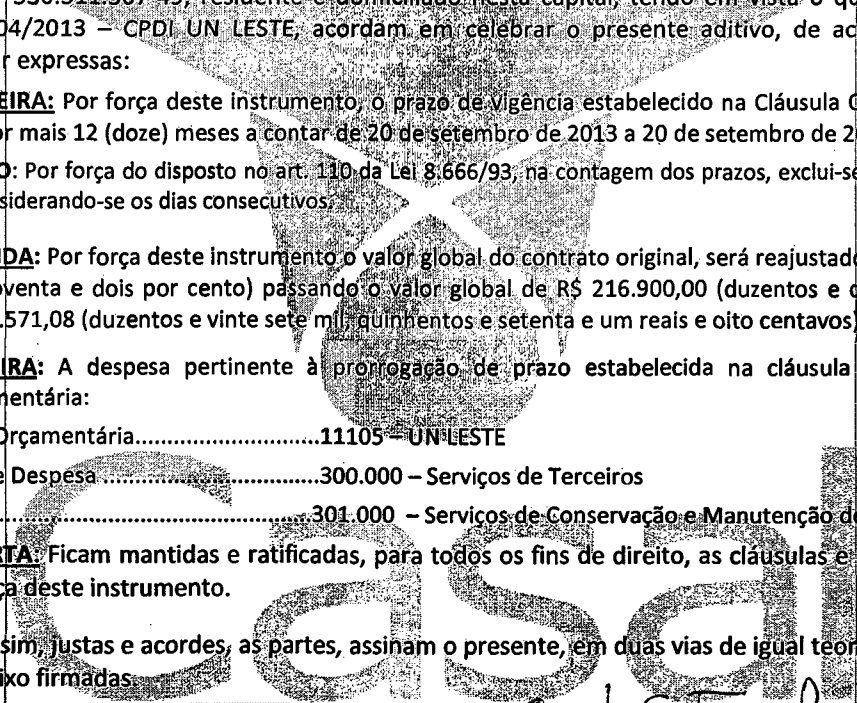 residente e domiciliado nesta capital, tendo em vista o
04/2013 – CPDI UN LESTE, acordam em celebrar o presente aditivo, de ac
r expressas:
EIRA: Por força deste instrumento, o prazo de vigência estabelecido na Cláusula
r mais 12 (doze) meses a contar de 20 de setembro de 2013 a 20 de setembro de 2
O: Por força do disposto no art. 110 da Lei 8.666/93, na contagem dos prazos, exclui-se
siderando-se os dias consecutivos.
DA: Por força deste instrumento o valor global do contrato original, será reajustado
venta e dois por cento) passando o valor global de R$ 216.900,00 (duzentos e d
.571,08 (duzentos e vinte sete mil, quinhentos e setenta e um reais e oito centavos)
IRA: A despesa pertinente à prorrogação de prazo estabelecida na cláusula
mentária:
Orçamentária..............................11105 – UN LESTE
e Despesa ...................................300.000 – Serviços de Terceiros
....................................................301.000 – Serviços de Conservação e Manutenção de
RTA: Ficam mantidas e ratificadas, para todos os fins de direito, as cláusulas e
ça deste instrumento.
sim, justas e acordes, as partes, assinam o presente, em duas vias de igual teor
ixo firmadas.
Casal